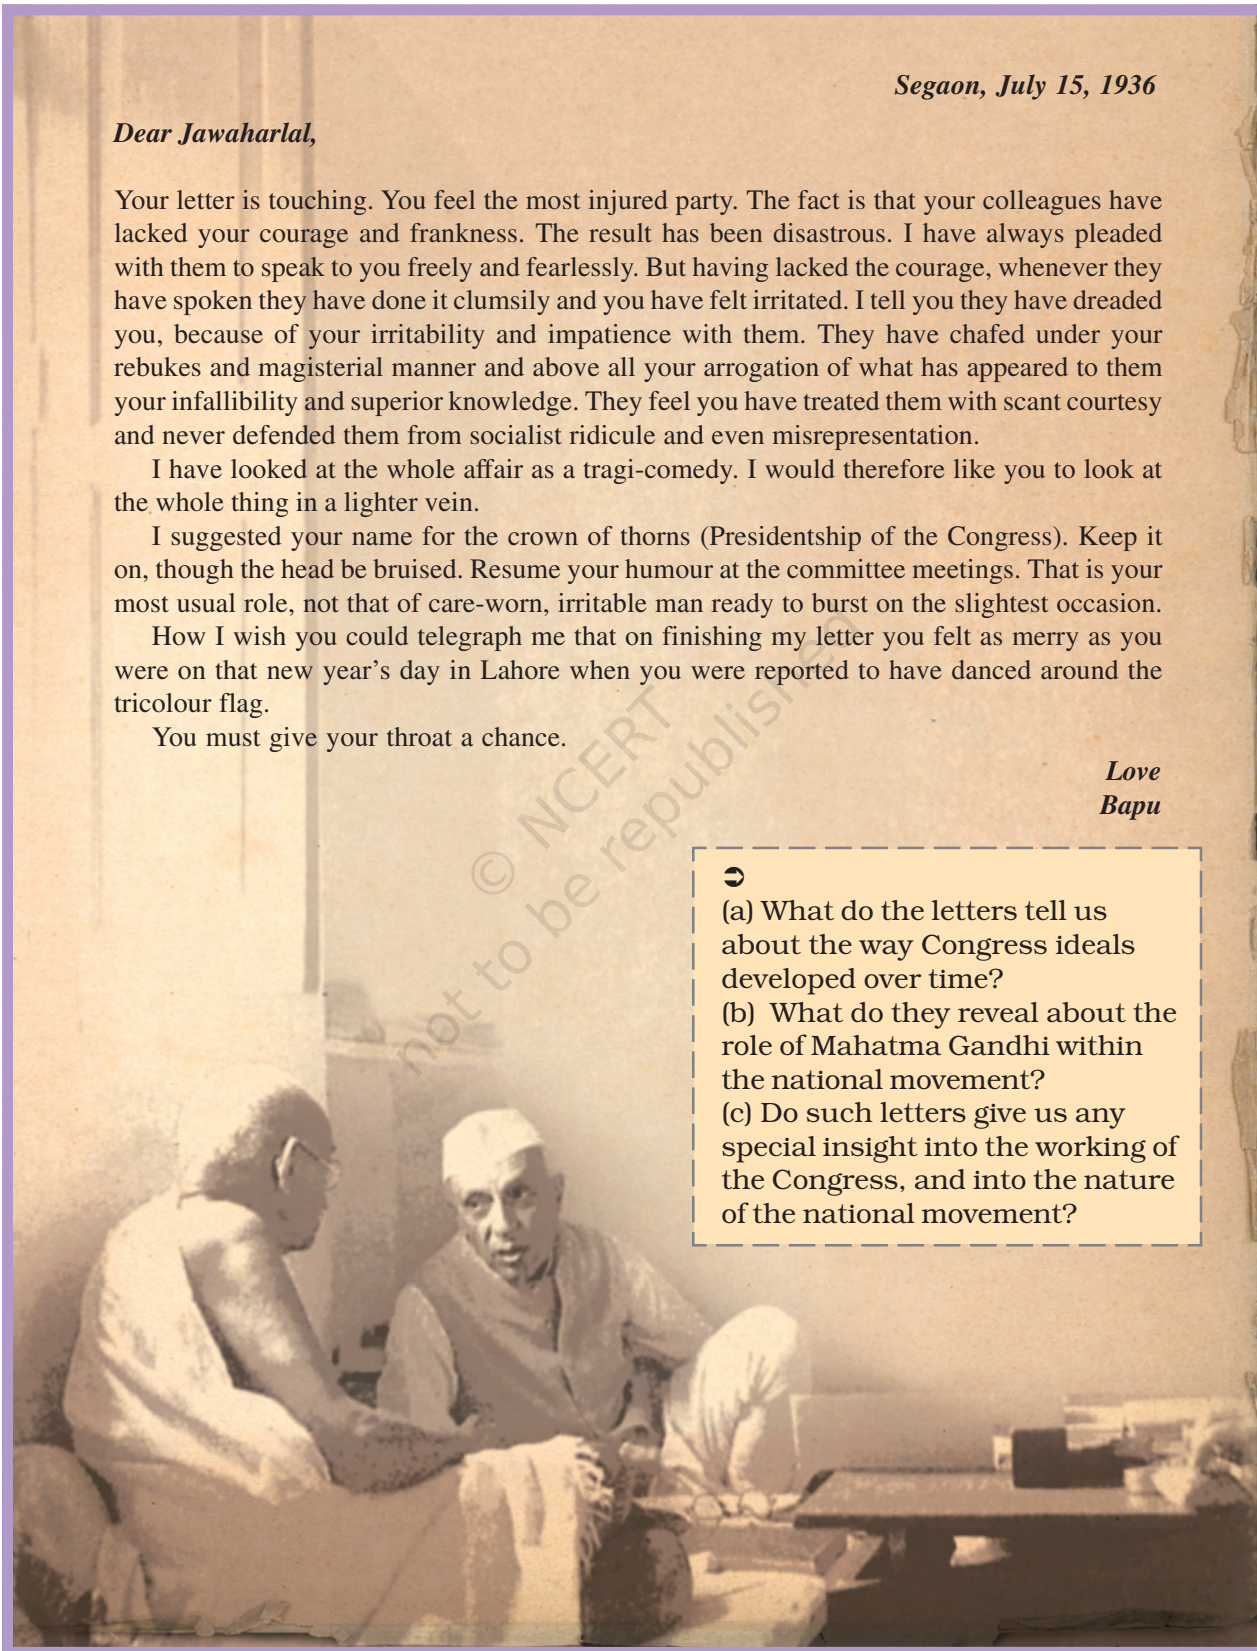 Segaon, July 15, 1936
Dear Jawaharlal,
Your letter is touching. You feel the most injured party. The fact is that your colleagues have
lacked your courage and frankness. The result has been disastrous. I have always pleaded
with them to speak to you freely and fearlessly. But having lacked the courage, whenever they
have spoken they have done it clumsily and you have felt irritated. I tell you they have dreaded
you, because of your irritability and impatience with them. They have chafed under your
rebukes and magisterial manner and above all your arrogation of what has appeared to them
your infallibility and superior knowledge. They feel you have treated them with scant courtesy
and never defended them from socialist ridicule and even misrepresentation.
I have looked at the whole affair as a tragi-comedy. I would therefore like you to look at
the whole thing in a lighter vein.
I suggested your name for the crown of thorns (Presidentship of the Congress). Keep it
on, though the head be bruised. Resume your humour at the committee meetings. That is your
most usual role, not that of care-worn, irritable man ready to burst on the slightest occasion.
How I wish you could telegraph me that on finishing my letter you felt as merry as you
were on that new year’s day in Lahore when you were reported to have danced around the
tricolour flag.
You must give your throat a chance.
Love
Bapu
© NCERT
not to be republished
➲
(a) What do the letters tell us
about the way Congress ideals
developed over time?
(b) What do they reveal about the
role of Mahatma Gandhi within
the national movement?
(c) Do such letters give us any
special insight into the working of
the Congress, and into the nature
of the national movement?